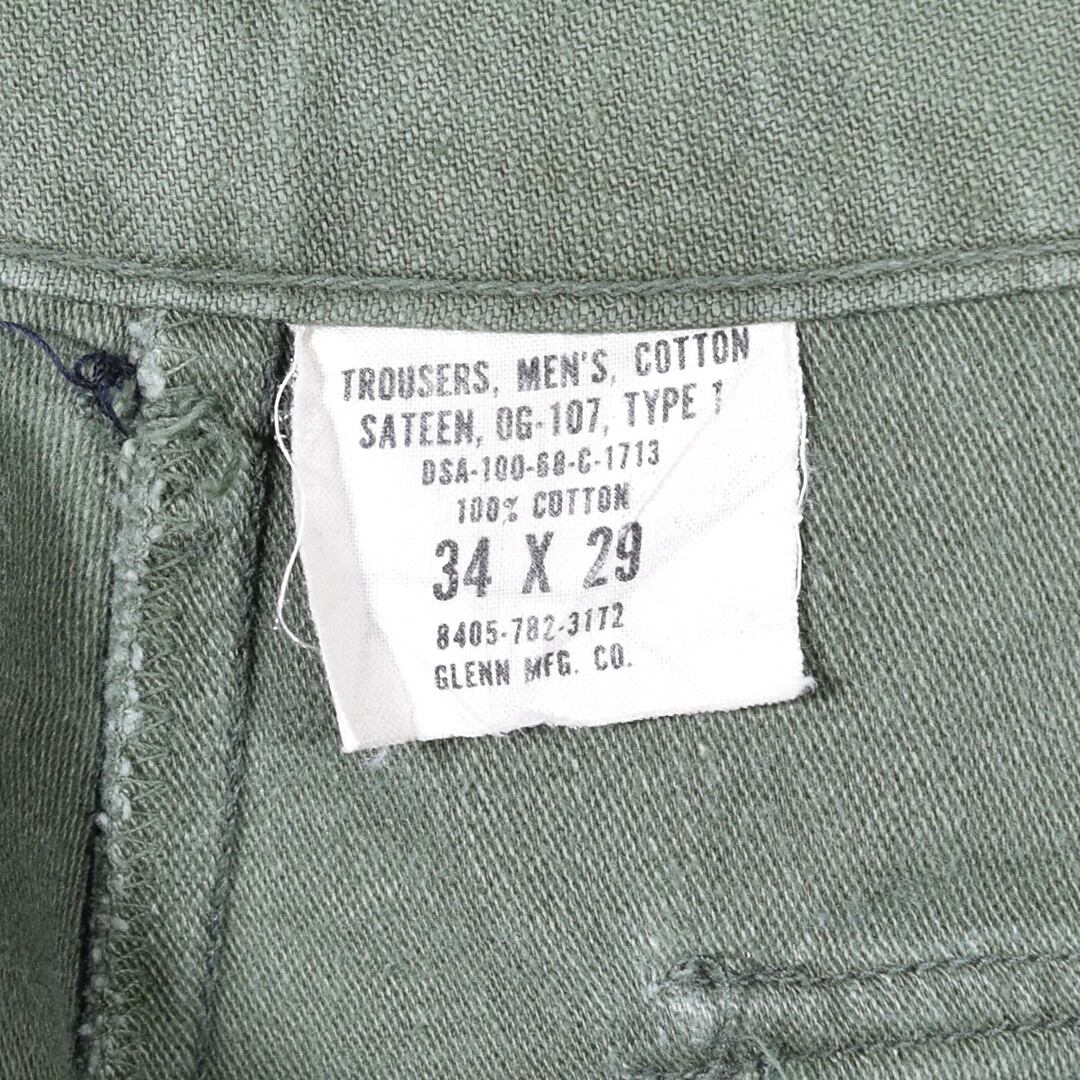 TROUSERS, MEN'S, COTTON
SATEEN, OG-107, TYPE 1
DSA-100-68-C-1713
100% COTTON
34 X 29
8405-782-3172
GLENN MFG. CO.